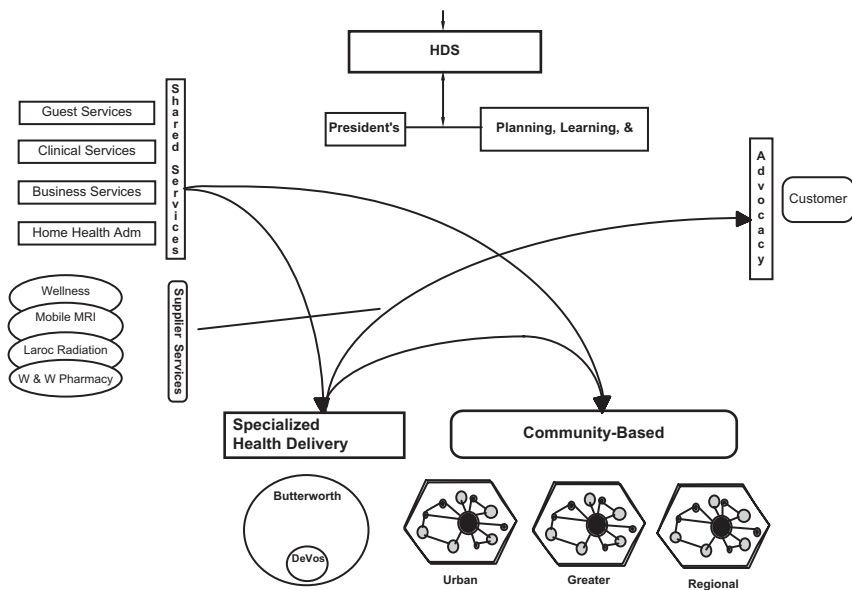 HDS
President's
Planning, Learning, &
Shared Services
Guest Services
Clinical Services
Business Services
Home Health Adm
Advocacy
Customer
Supplier Services
Wellness
Mobile MRI
Laroc Radiation
W & W Pharmacy
Specialized
Health Delivery
Community-Based
Butterworth
DeVos
Urban
Greater
Regional